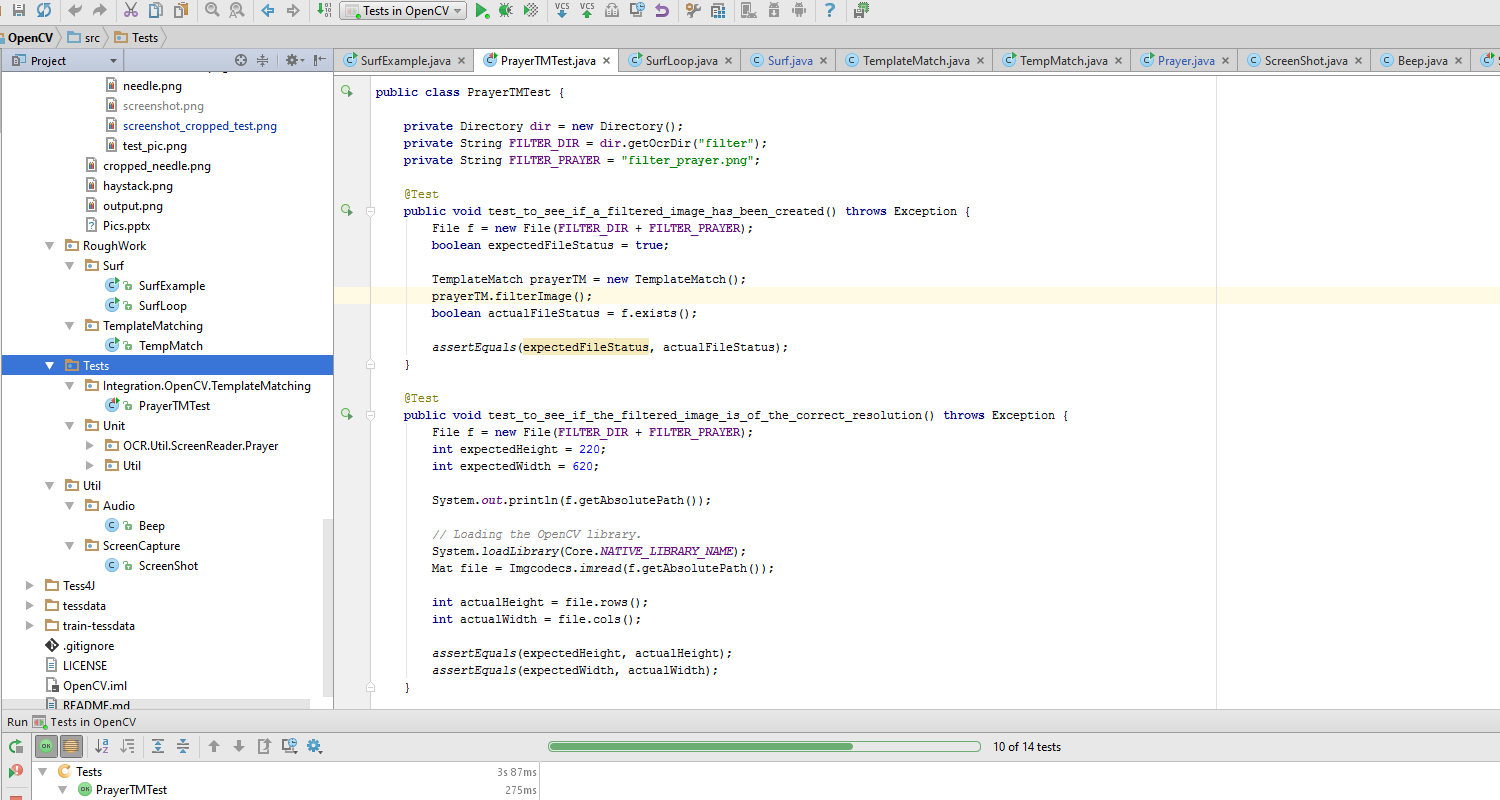 Tests in OpenCV
VCS
VCS
OpenCV
src
Tests
Project
SurfExample.java
PrayerTMTest.java
SurfLoop.java
Surf.java
TemplateMatch.java
TempMatch.java
Prayer.java
ScreenShot.java
Beep.java
needle.png
screenshot.png
screenshot_cropped_test.png
test_pic.png
cropped_needle.png
haystack.png
output.png
Pics.pptx
RoughWork
Surf
SurfExample
SurfLoop
TemplateMatching
TempMatch
Tests
Integration.OpenCV.TemplateMatching
PrayerTMTest
Unit
OCR.Util.ScreenReader.Prayer
Util
Util
Audio
Beep
ScreenCapture
ScreenShot
Tess4J
tessdata
train-tessdata
.gitignore
LICENSE
OpenCV.iml
README.md
public class PrayerTMTest {
private Directory dir = new Directory();
private String FILTER_DIR = dir.getOcrDir("filter");
private String FILTER_PRAYER = "filter_prayer.png";
@Test
public void test_to_see_if_a_filtered_image_has_been_created() throws Exception {
File f = new File(FILTER_DIR + FILTER_PRAYER);
boolean expectedFileStatus = true;
TemplateMatch prayerTM = new TemplateMatch();
prayerTM.filterImage();
boolean actualFileStatus = f.exists();
assertEquals(expectedFileStatus, actualFileStatus);
}
@Test
public void test_to_see_if_the_filtered_image_is_of_the_correct_resolution() throws Exception {
File f = new File(FILTER_DIR + FILTER_PRAYER);
int expectedHeight = 220;
int expectedWidth = 620;
System.out.println(f.getAbsolutePath());
// Loading the OpenCV library.
System.loadLibrary(Core.NATIVE_LIBRARY_NAME);
Mat file = Imgcodecs.imread(f.getAbsolutePath());
int actualHeight = file.rows();
int actualWidth = file.cols();
assertEquals(expectedHeight, actualHeight);
assertEquals(expectedWidth, actualWidth);
}
Run Tests in OpenCV
10 of 14 tests
Tests 3s 87ms
PrayerTMTest 275ms